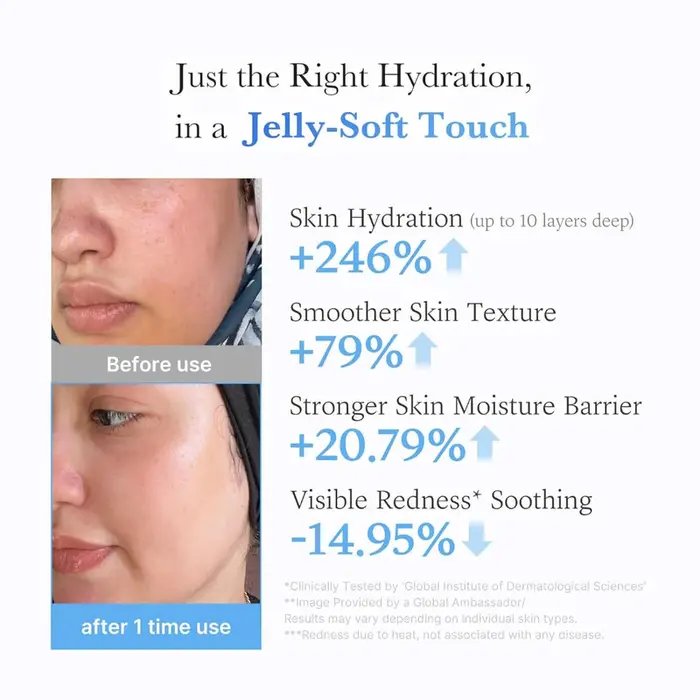 Just the Right Hydration,
in a Jelly-Soft Touch
Before use
after 1 time use
Skin Hydration (up to 10 layers deep)
+246%
Smoother Skin Texture
+79%
Stronger Skin Moisture Barrier
+20.79%
Visible Redness* Soothing
-14.95%
*Clinically Tested by 'Global Institute of Dermatological Sciences'
**Image Provided by a Global Ambassador/
Results may vary depending on individual skin types.
***Redness due to heat, not associated with any disease.